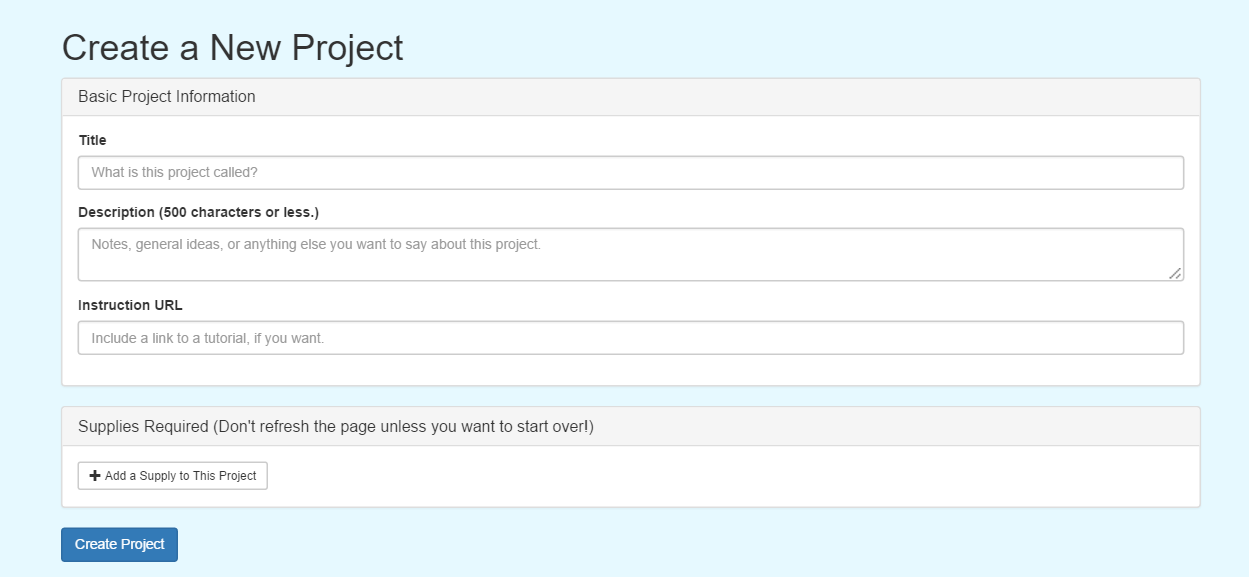 Create a New Project
Basic Project Information
Title
What is this project called?
Description (500 characters or less.)
Notes, general ideas, or anything else you want to say about this project.
Instruction URL
Include a link to a tutorial, if you want.
Supplies Required (Don't refresh the page unless you want to start over!)
Add a Supply to This Project
Create Project